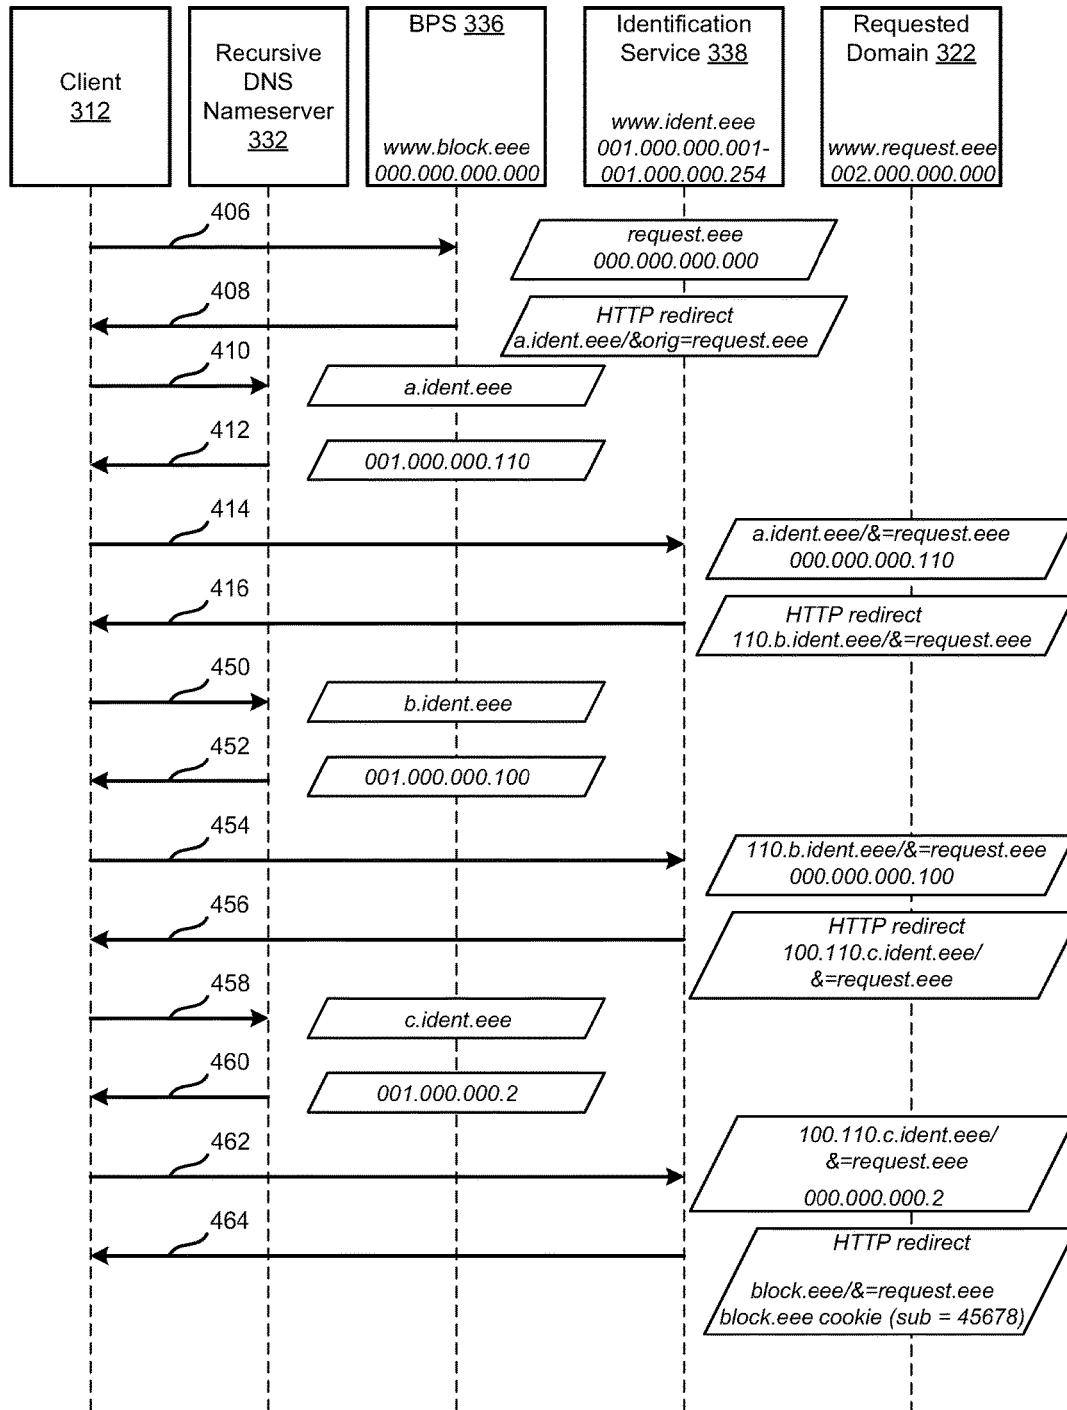 Client
312
Recursive
DNS
Nameserver
332
BPS 336
www.block.eee
000.000.000.000
Identification
Service 338
www.ident.eee
001.000.000.001-
001.000.000.254
Requested
Domain 322
www.request.eee
002.000.000.000
406
request.eee
000.000.000.000
408
HTTP redirect
a.ident.eee/&orig=request.eee
410
a.ident.eee
412
001.000.000.110
414
a.ident.eee/&=request.eee
000.000.000.110
416
HTTP redirect
110.b.ident.eee/&=request.eee
450
b.ident.eee
452
001.000.000.100
454
110.b.ident.eee/&=request.eee
000.000.000.100
456
HTTP redirect
100.110.c.ident.eee/
&=request.eee
458
c.ident.eee
460
001.000.000.2
462
100.110.c.ident.eee/
&=request.eee
000.000.000.2
464
HTTP redirect
block.eee/&=request.eee
block.eee cookie (sub = 45678)